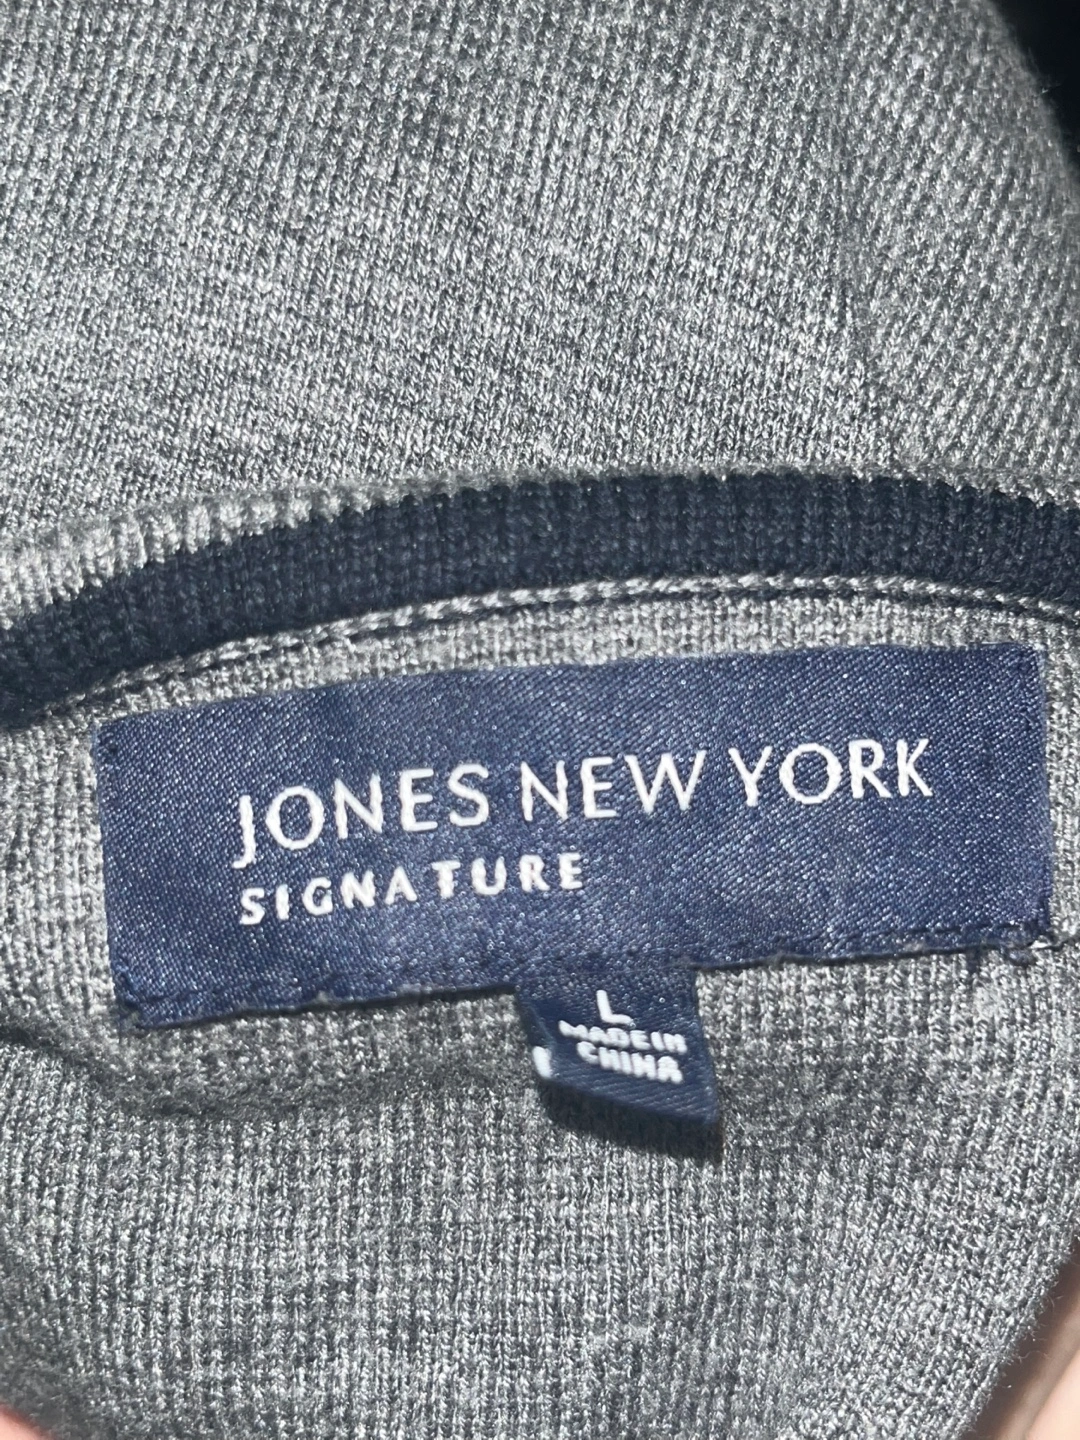 JONES NEW YORK
SIGNATURE
L
MADE IN
CHINA